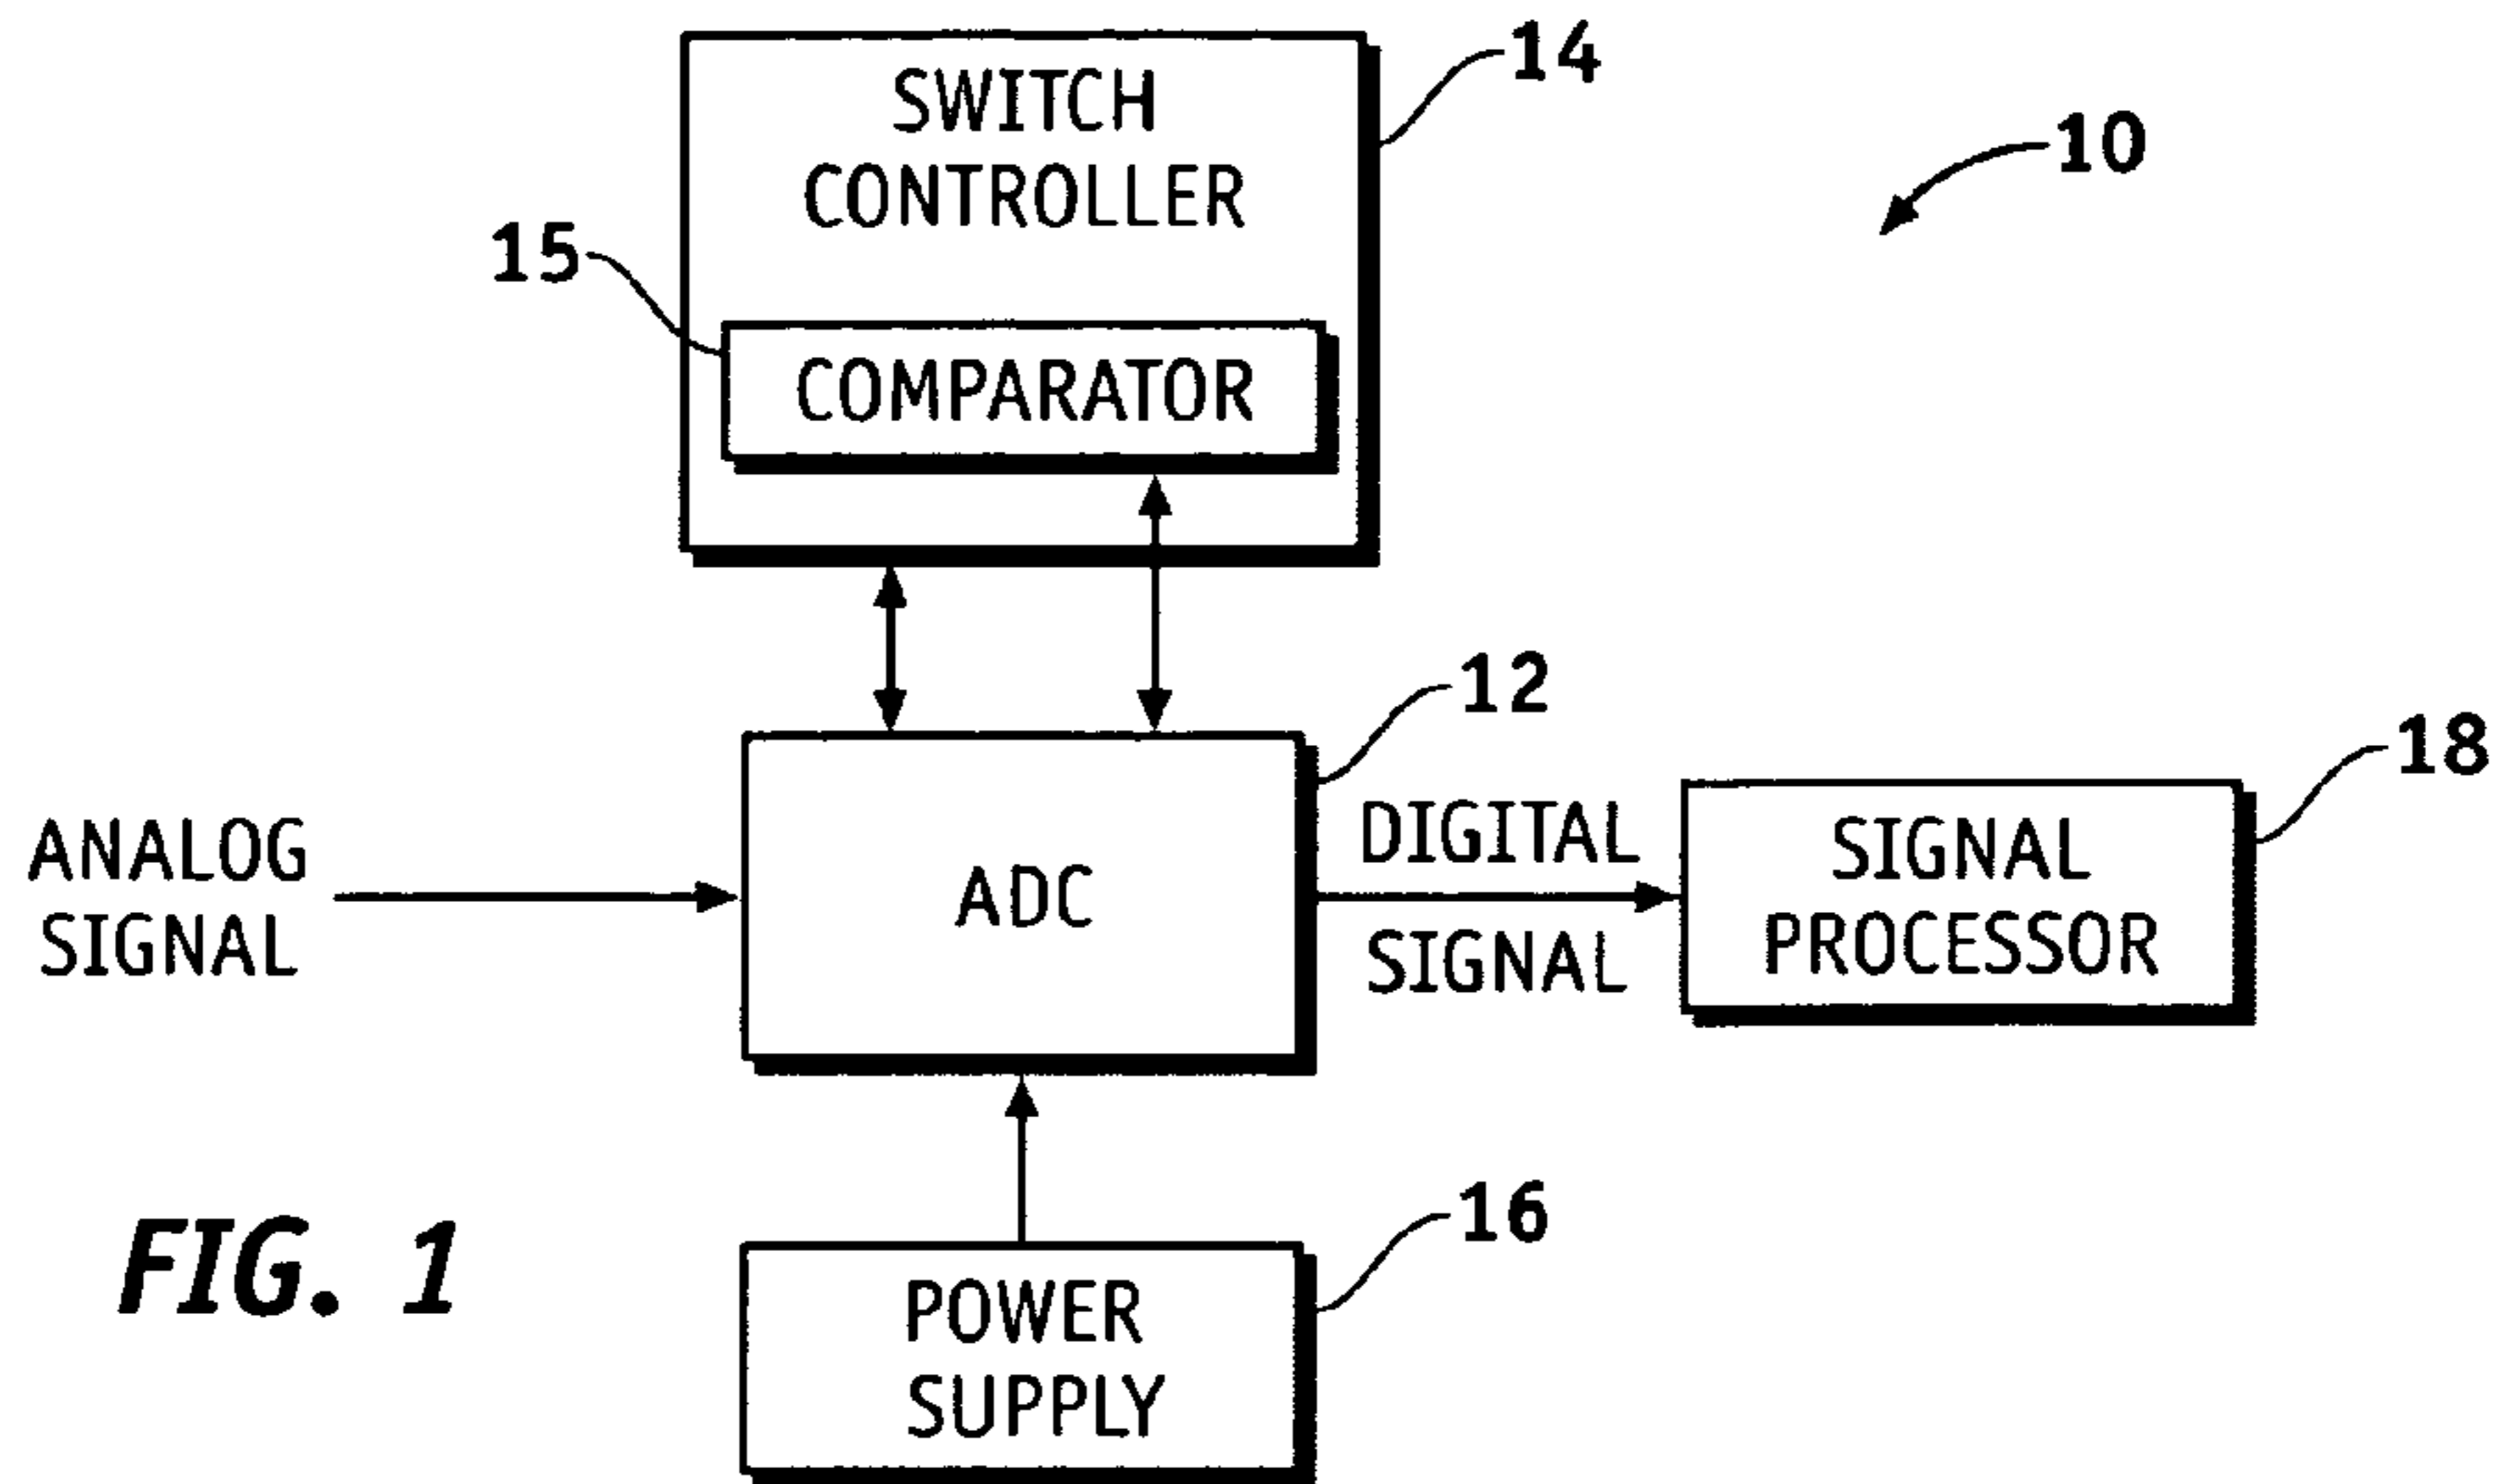 14
SWITCH
CONTROLLER
10
15
COMPARATOR
12
18
ANALOG
SIGNAL
ADC
DIGITAL
SIGNAL
SIGNAL
PROCESSOR
16
POWER
SUPPLY
FIG. 1